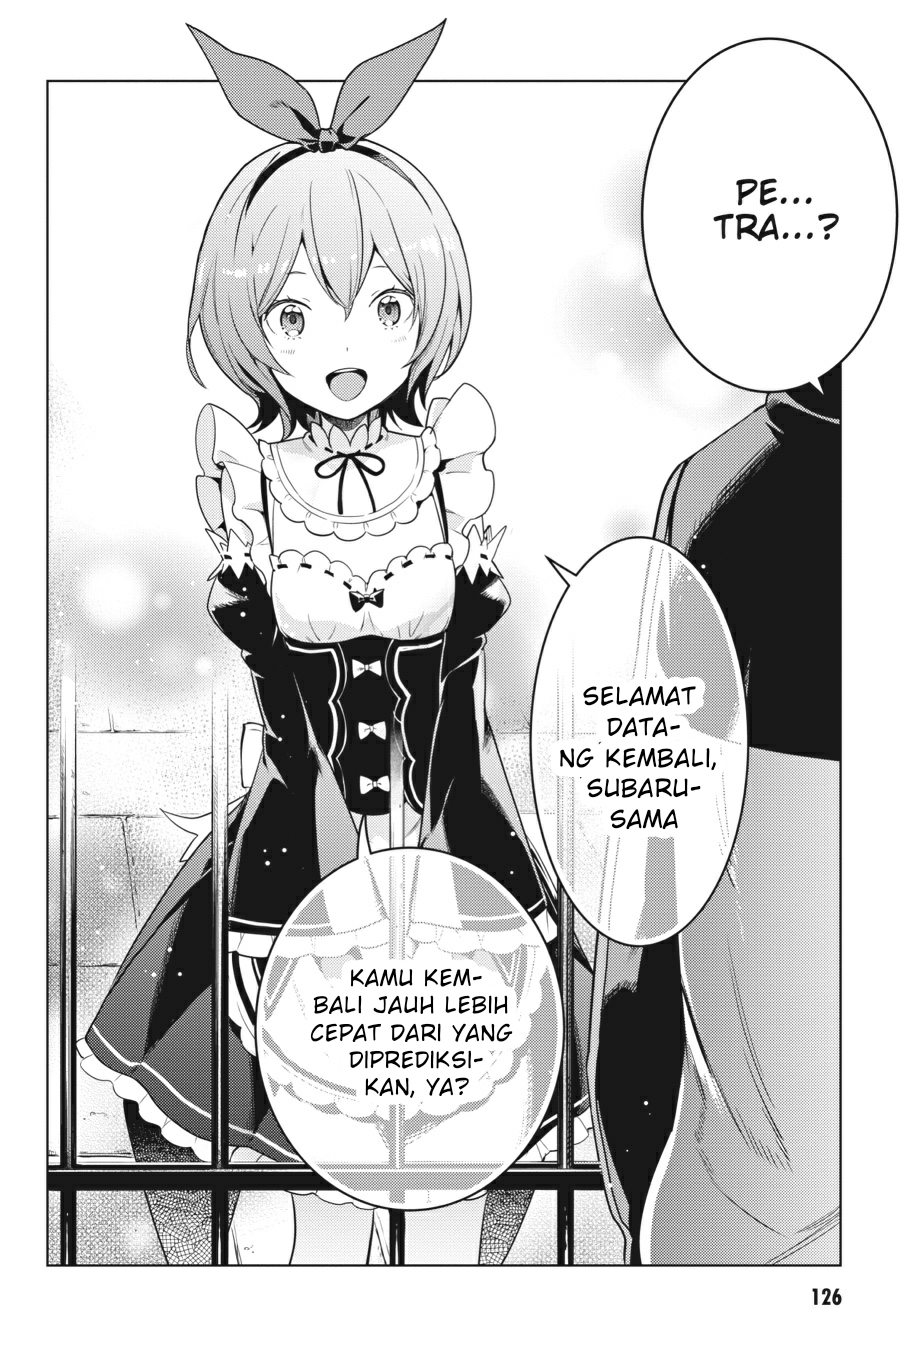 PE...
TRA...?
SELAMAT
DATA-
NG KEMBALI,
SUBARU-
SAMA
KAMU KEM-
BALI JAUH LEBIH
CEPAT DARI YANG
DIPREDIKSI-
KAN, YA?
126